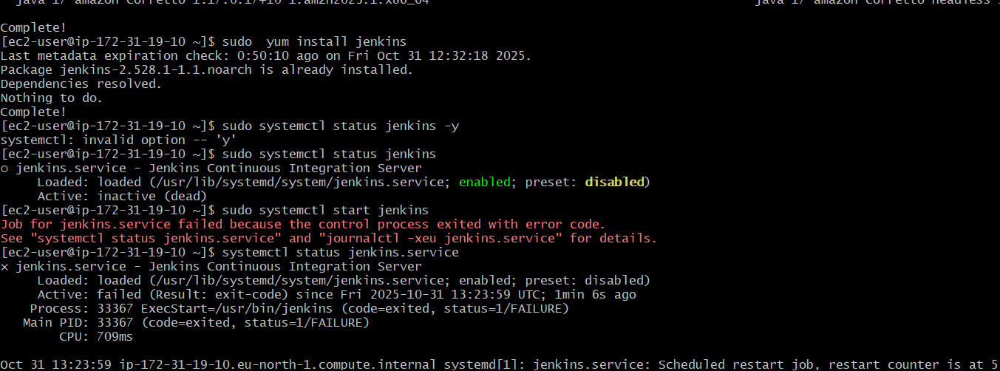 java-17-amazon-corretto-1:17.0.17+10-1.amzn2023.1.x86_64 java-17-amazon-corretto-headless-
Complete!
[ec2-user@ip-172-31-19-10 ~]$ sudo  yum install jenkins
Last metadata expiration check: 0:50:10 ago on Fri Oct 31 12:32:18 2025.
Package jenkins-2.528.1-1.1.noarch is already installed.
Dependencies resolved.
Nothing to do.
Complete!
[ec2-user@ip-172-31-19-10 ~]$ sudo systemctl status jenkins -y
systemctl: invalid option -- 'y'
[ec2-user@ip-172-31-19-10 ~]$ sudo systemctl status jenkins
○ jenkins.service - Jenkins Continuous Integration Server
Loaded: loaded (/usr/lib/systemd/system/jenkins.service; enabled; preset: disabled)
Active: inactive (dead)
[ec2-user@ip-172-31-19-10 ~]$ sudo systemctl start jenkins
Job for jenkins.service failed because the control process exited with error code.
See "systemctl status jenkins.service" and "journalctl -xeu jenkins.service" for details.
[ec2-user@ip-172-31-19-10 ~]$ systemctl status jenkins.service
× jenkins.service - Jenkins Continuous Integration Server
Loaded: loaded (/usr/lib/systemd/system/jenkins.service; enabled; preset: disabled)
Active: failed (Result: exit-code) since Fri 2025-10-31 13:23:59 UTC; 1min 6s ago
Process: 33367 ExecStart=/usr/bin/jenkins (code=exited, status=1/FAILURE)
Main PID: 33367 (code=exited, status=1/FAILURE)
CPU: 709ms
Oct 31 13:23:59 ip-172-31-19-10.eu-north-1.compute.internal systemd[1]: jenkins.service: Scheduled restart job, restart counter is at 5